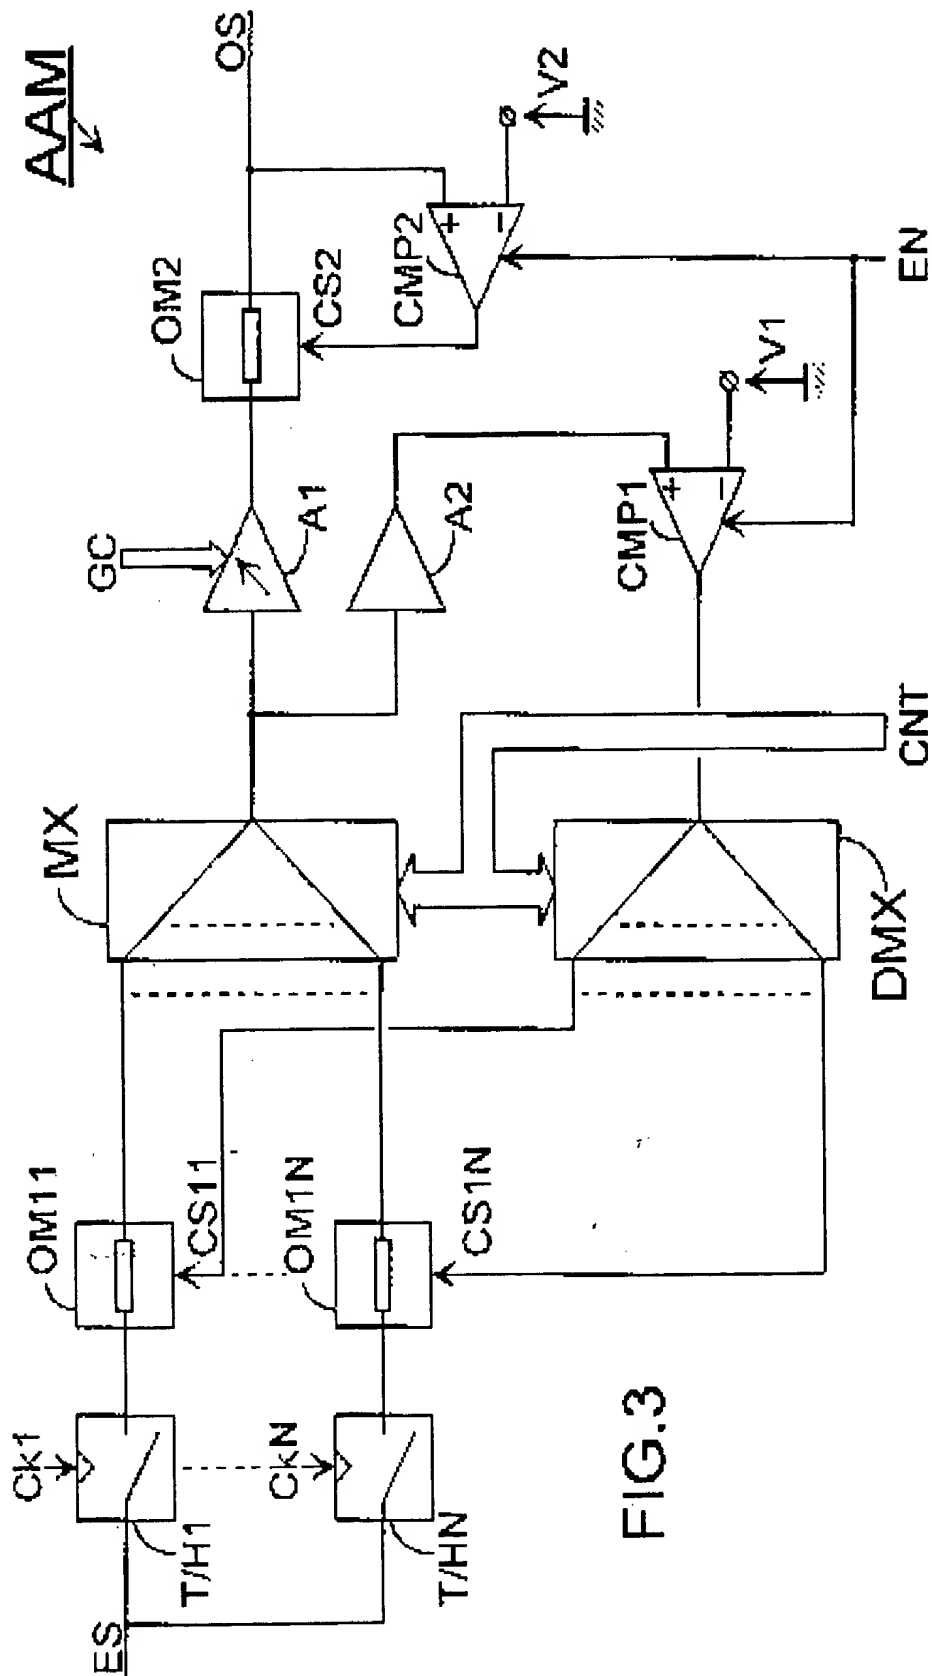 AAM
OS
OM2
CS2
CMP2
+
−
V2
EN
GC
A1
A2
CMP1
+
−
V1
MX
CNT
DMX
OM11
CS11
OM1N
CS1N
Ck1
CkN
T/H1
T/HN
ES
FIG.3